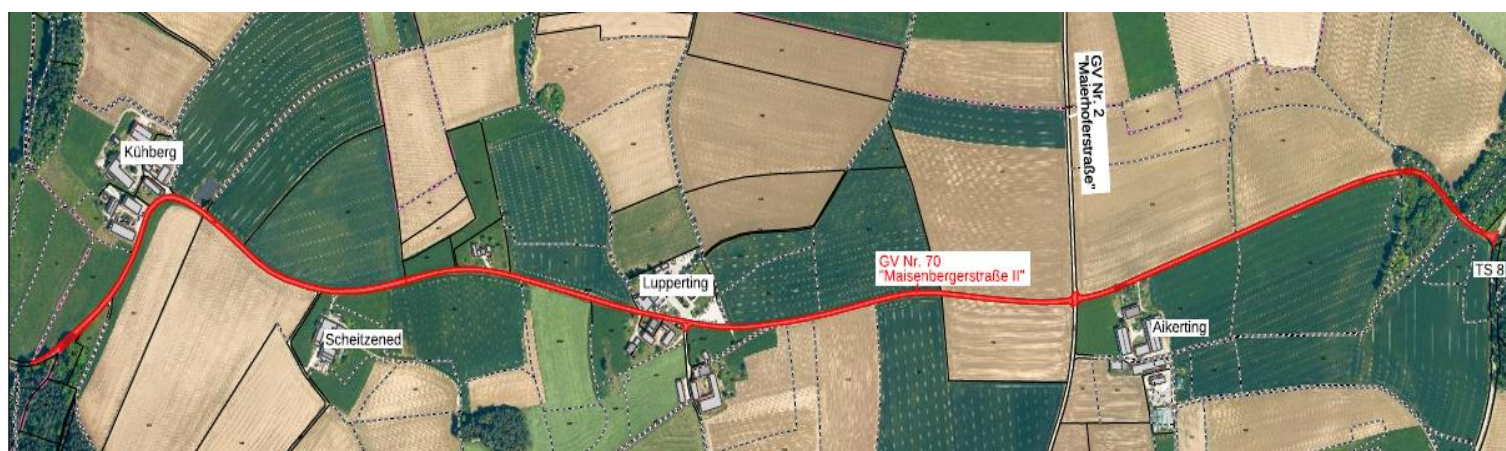 Kühberg
Scheitzened
Lupperting
GV Nr. 70
"Maisenbergerstraße II"
GV Nr. 2
"Maierhoferstraße"
Aikerting
TS 8